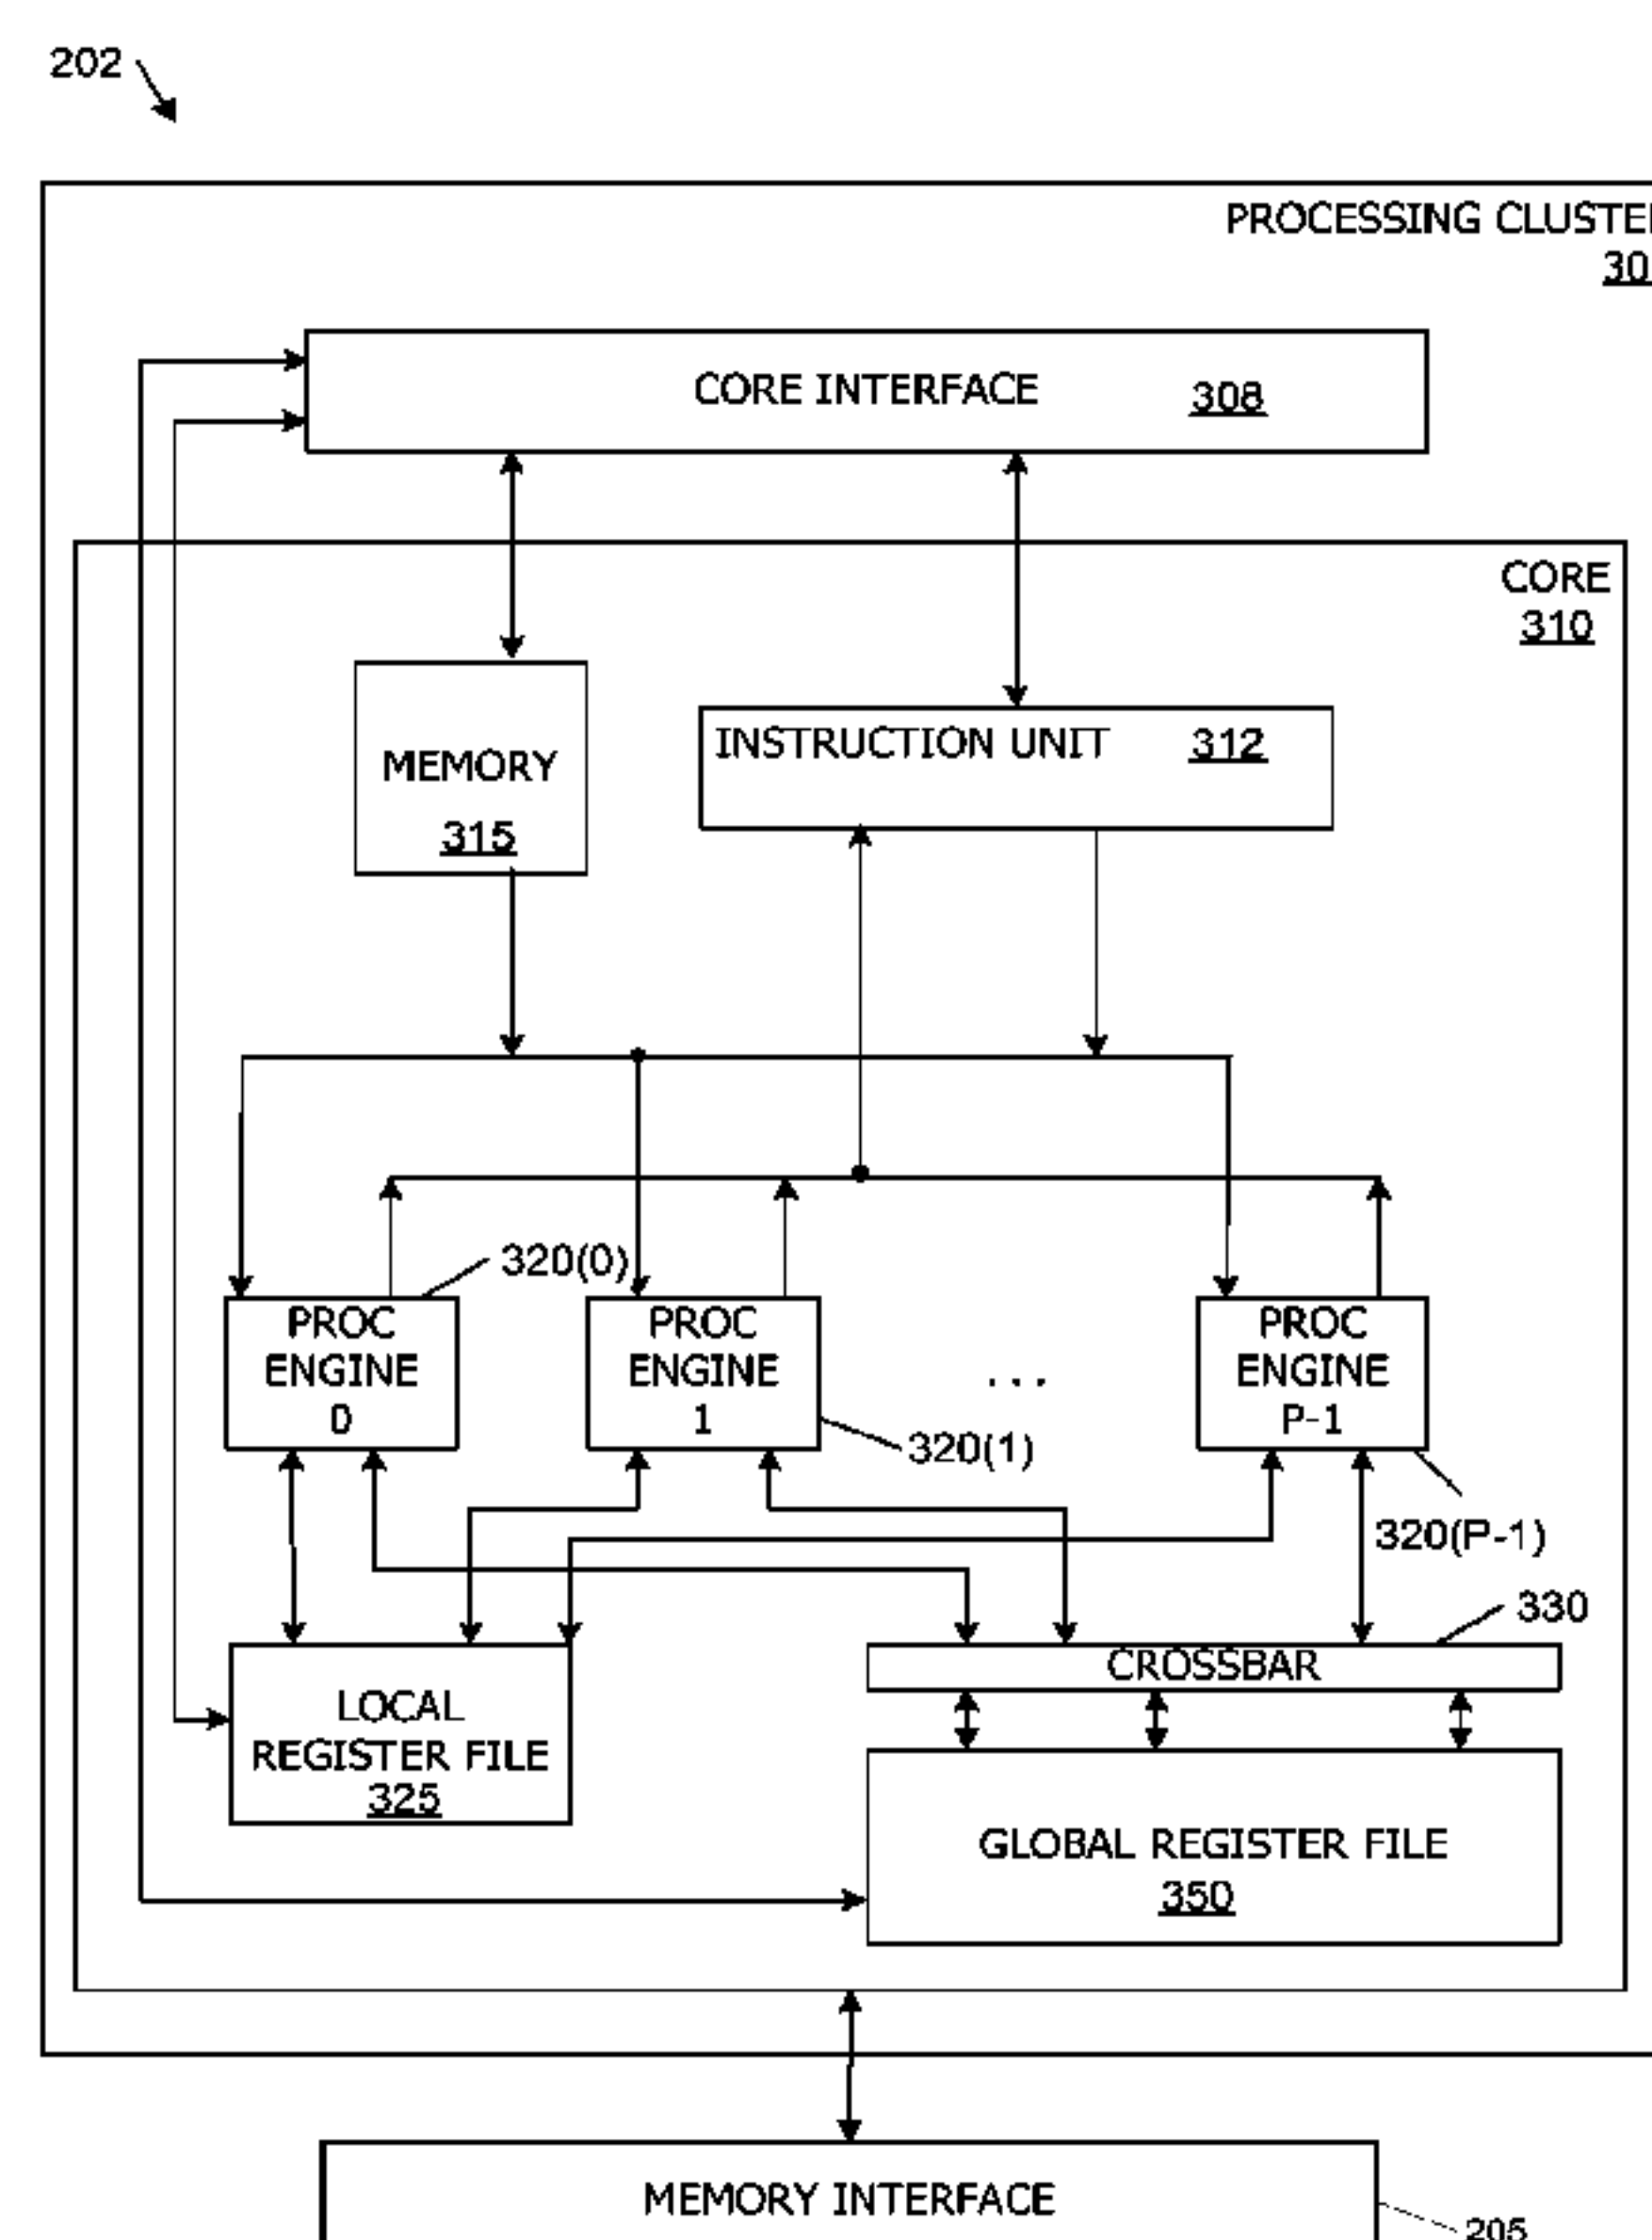 202
PROCESSING CLUSTE
30
CORE INTERFACE 308
CORE
310
MEMORY
315
INSTRUCTION UNIT 312
320(0)
PROC
ENGINE
0
PROC
ENGINE
1
...
PROC
ENGINE
P-1
320(1)
320(P-1)
330
CROSSBAR
LOCAL
REGISTER FILE
325
GLOBAL REGISTER FILE
350
MEMORY INTERFACE
205